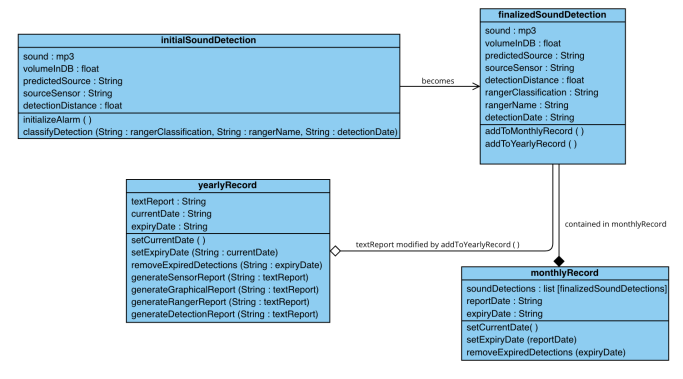 initialSoundDetection
sound : mp3
volumeInDB : float
predictedSource : String
sourceSensor : String
detectionDistance : float
initializeAlarm ( )
classifyDetection (String : rangerClassification, String : rangerName, String : detectionDate)
becomes
finalizedSoundDetection
sound : mp3
volumeInDB : float
predictedSource : String
sourceSensor : String
detectionDistance : float
rangerClassification : String
rangerName : String
detectionDate : String
addToMonthlyRecord ( )
addToYearlyRecord ( )
yearlyRecord
textReport : String
currentDate : String
expiryDate : String
setCurrentDate ( )
setExpiryDate (String : currentDate)
removeExpiredDetections (String : expiryDate)
generateSensorReport (String : textReport)
generateGraphicalReport (String : textReport)
generateRangerReport (String : textReport)
generateDetectionReport (String : textReport)
textReport modified by addToYearlyRecord ( )
contained in monthlyRecord
monthlyRecord
soundDetections : list [finalizedSoundDetections]
reportDate : String
expiryDate : String
setCurrentDate( )
setExpiryDate (reportDate)
removeExpiredDetections (expiryDate)